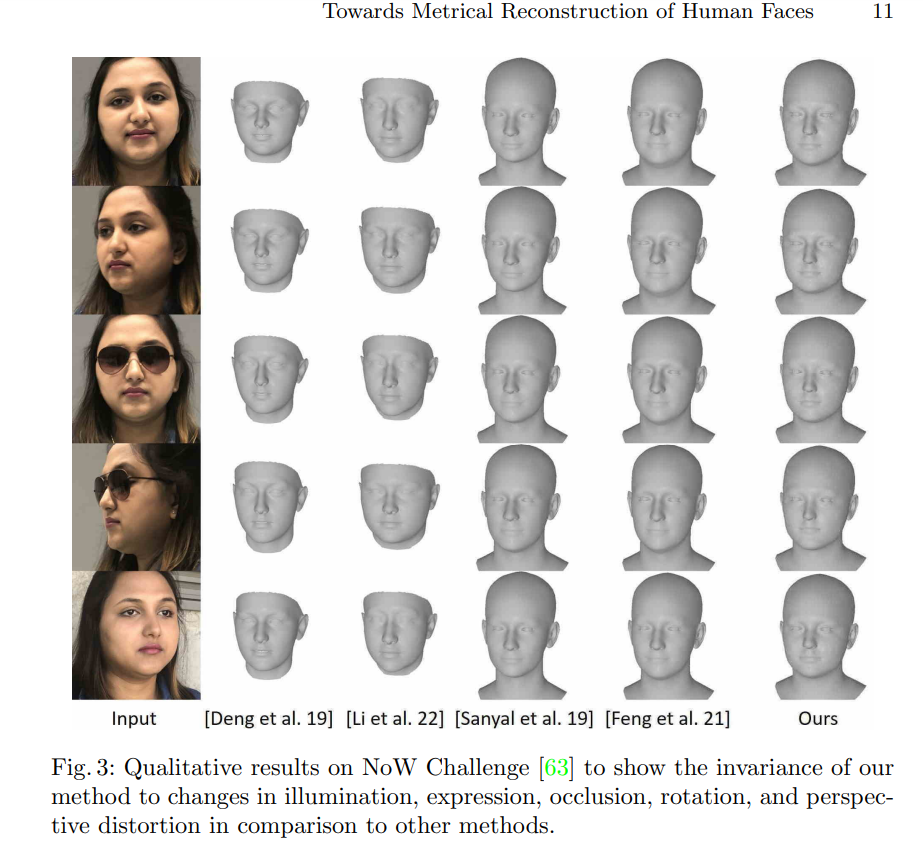 Towards Metrical Reconstruction of Human Faces 11
Input [Deng et al. 19] [Li et al. 22] [Sanyal et al. 19] [Feng et al. 21] Ours
Fig. 3: Qualitative results on NoW Challenge [63] to show the invariance of our
method to changes in illumination, expression, occlusion, rotation, and perspec-
tive distortion in comparison to other methods.